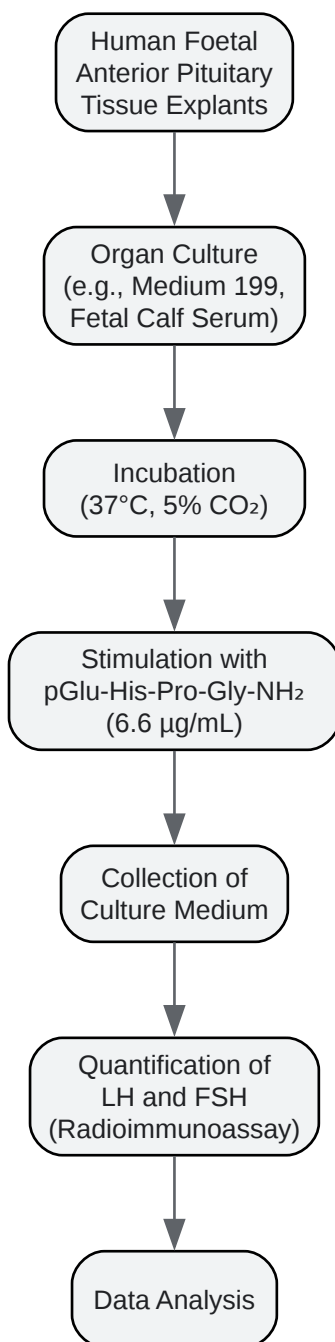 Human Foetal
Anterior Pituitary
Tissue Explants
Organ Culture
(e.g., Medium 199,
Fetal Calf Serum)
Incubation
(37°C, 5% CO₂)
Stimulation with
pGlu-His-Pro-Gly-NH₂
(6.6 µg/mL)
Collection of
Culture Medium
Quantification of
LH and FSH
(Radioimmunoassay)
Data Analysis